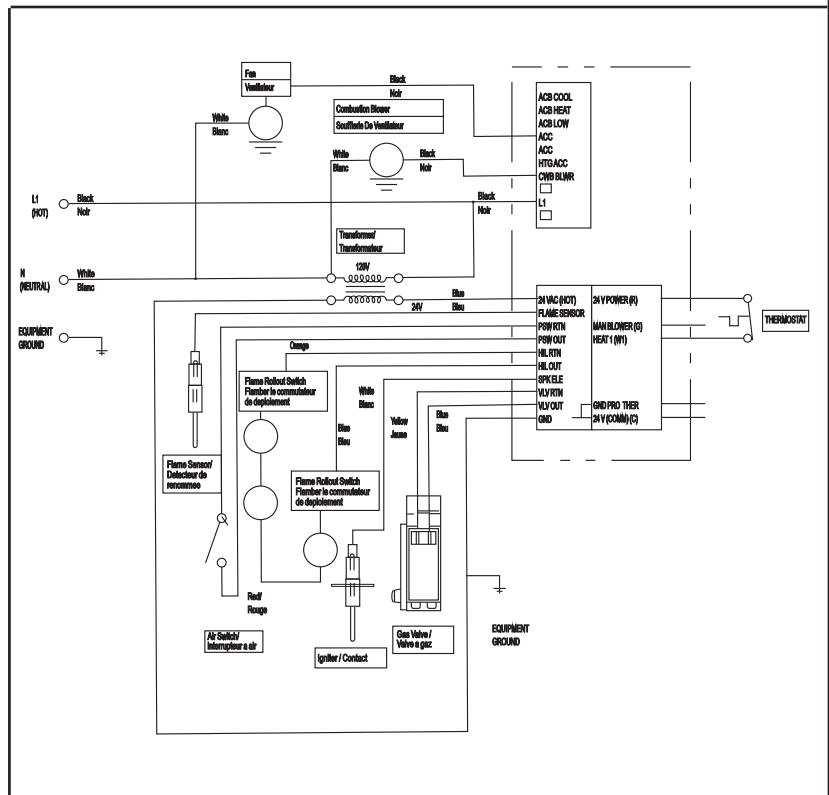 Fan
Ventilateur
White
Blanc
Black
Noir
Combustion Blower
Soufflerie De Ventilateur
White
Blanc
Black
Noir
L1
(HOT)
Black
Noir
Black
Noir
N
(NEUTRAL)
White
Blanc
Transformer/
Transformateur
120V
24V
Blue
Bleu
EQUIPMENT
GROUND
ACB COOL
ACB HEAT
ACB LOW
ACC
ACC
HTG ACC
CWB BLWR
L1
24 VAC (HOT)
FLAME SENSOR
PSW RTN
PSW OUT
HIL RTN
HIL OUT
SPK ELE
VLV RTN
VLV OUT
GND
24 V POWER (R)
MAN BLOWER (G)
HEAT 1 (W1)
GND PRO THER
24 V (COMM) (C)
THERMOSTAT
Orange
Flame Rollout Switch
Flamber le commutateur
de deploiement
White
Blanc
Blue
Bleu
Yellow
Jaune
Blue
Bleu
Flame Sensor/
Detecteur de
renommee
Flame Rollout Switch
Flamber le commutateur
de deploiement
Red/
Rouge
Air Switch/
Interrupteur a air
Igniter / Contact
Gas Valve /
Valve a gaz
EQUIPMENT
GROUND